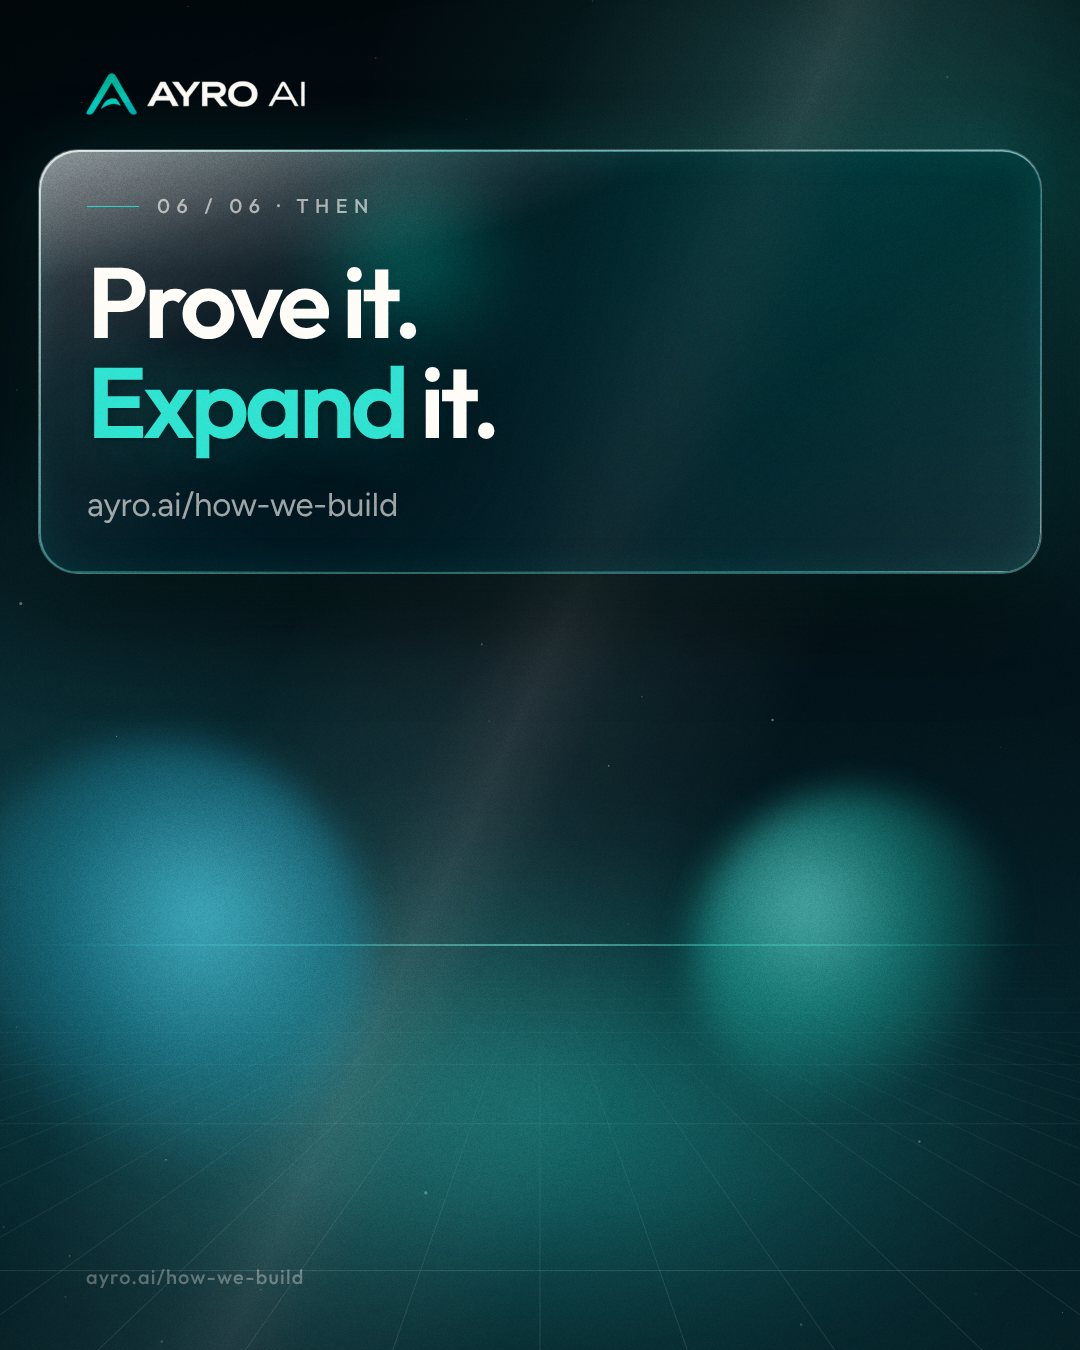 AYRO AI
06 / 06 · THEN
Prove it.
Expand it.
ayro.ai/how-we-build
ayro.ai/how-we-build